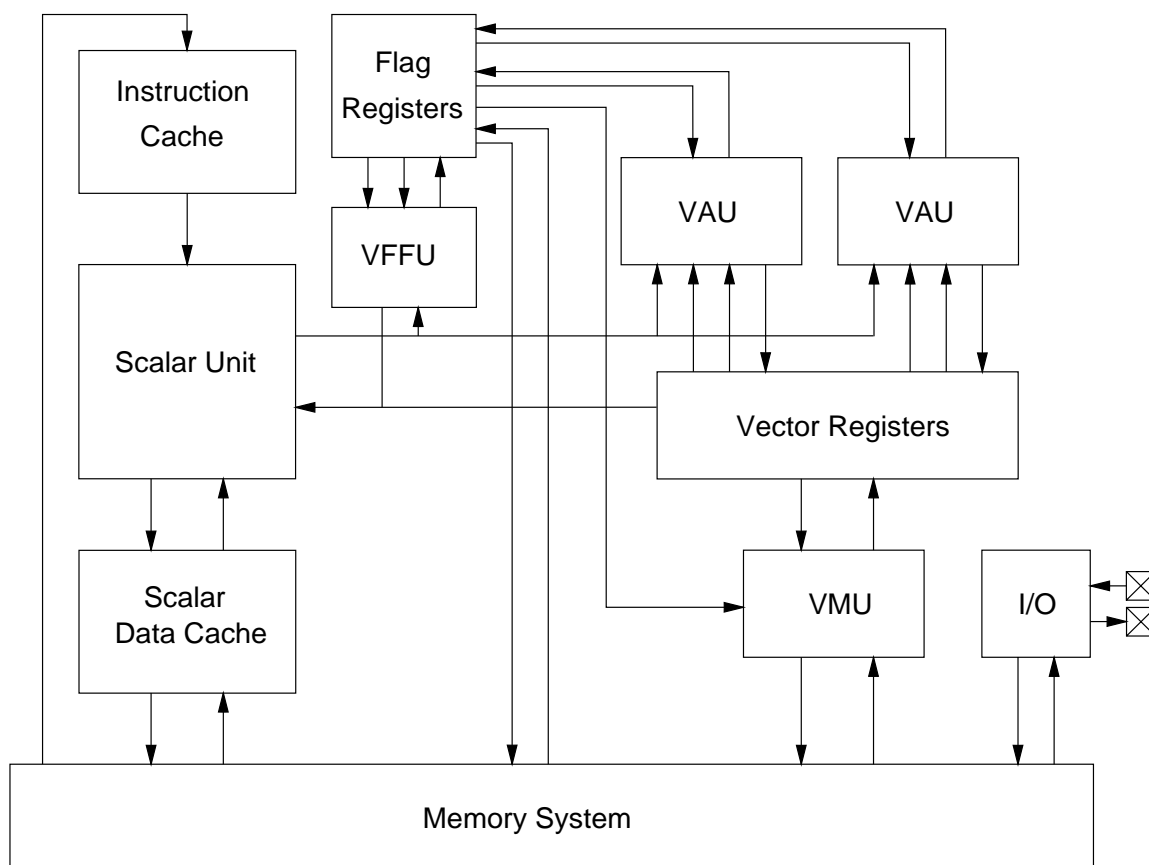 Instruction
Cache
Flag
Registers
VAU
VAU
VFFU
Scalar Unit
Vector Registers
Scalar
Data Cache
VMU
I/O
Memory System